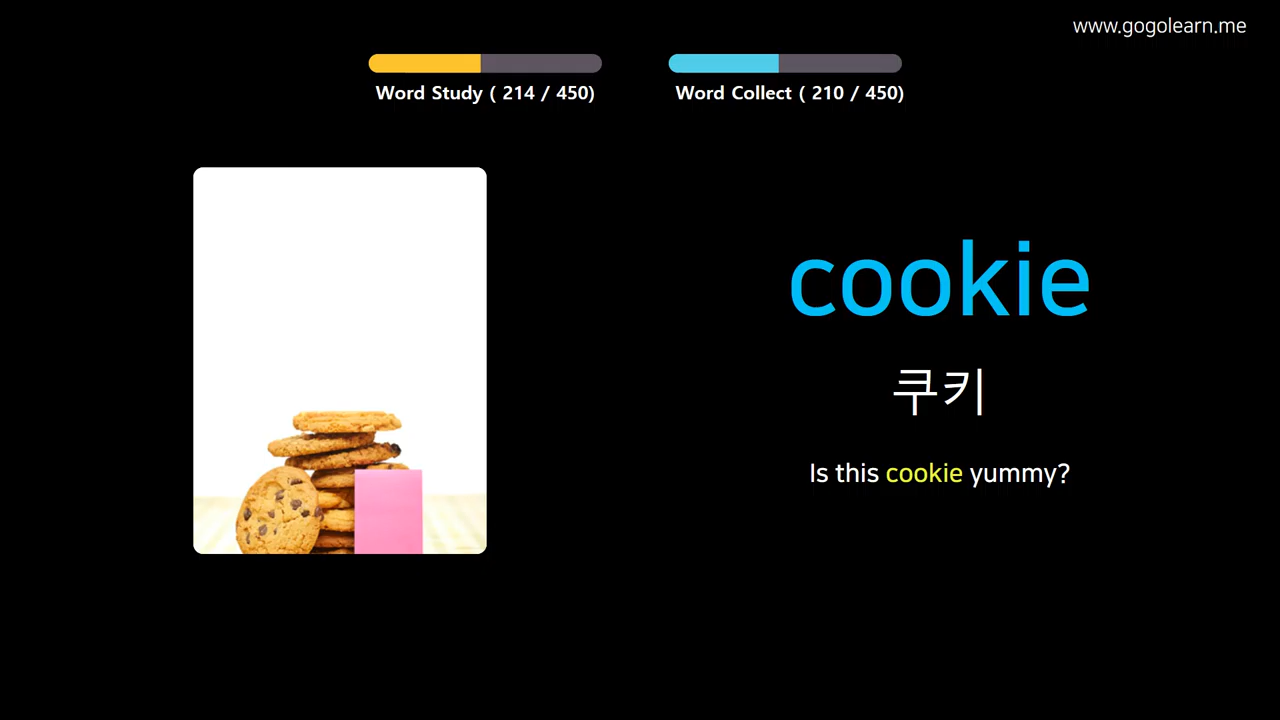 www.gogolearn.me
Word Study ( 214 / 450)
Word Collect ( 210 / 450)
cookie
쿠키
Is this cookie yummy?